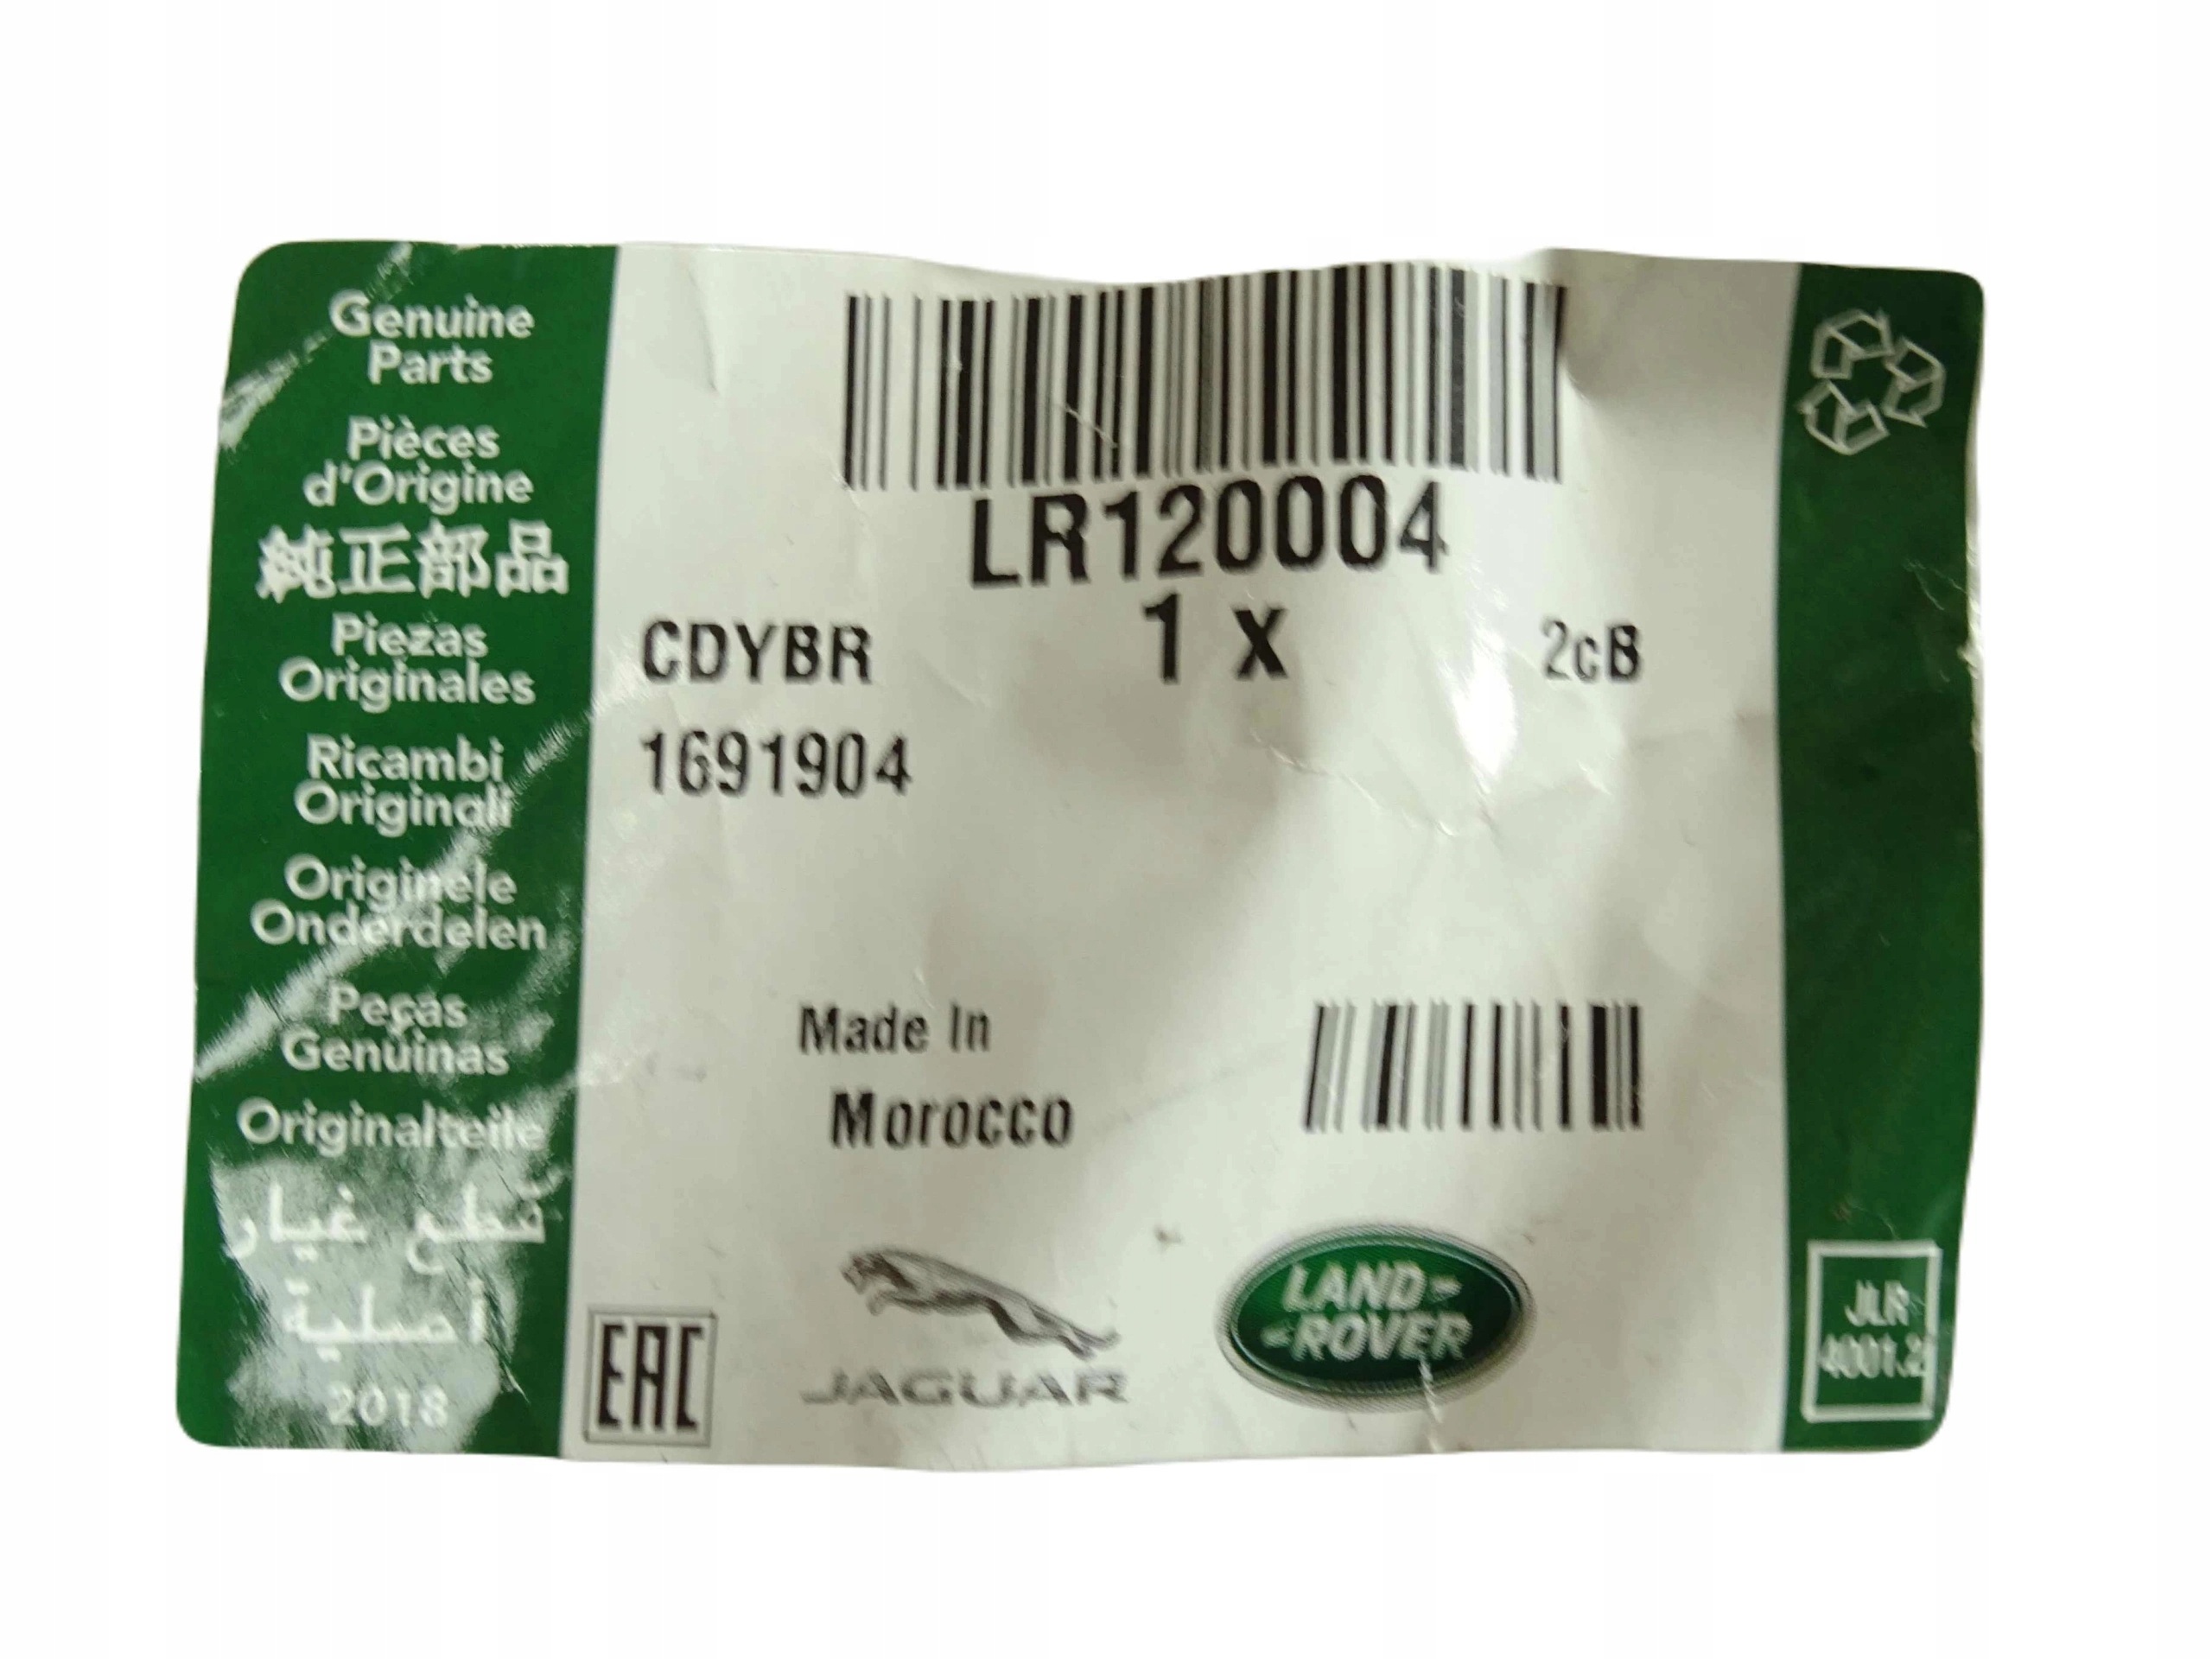 Genuine
Parts
Pièces
d'Origine
純正部品
Piezas
Originales
Ricambi
Originali
Originele
Onderdelen
Peças
Genuinas
Originalteile
قطع غيار
أصلية
2018
LR120004
CDYBR 1 X 2cB
1691904
Made In
Morocco
EAC
JAGUAR
LAND-
-ROVER
JLR
4001.2